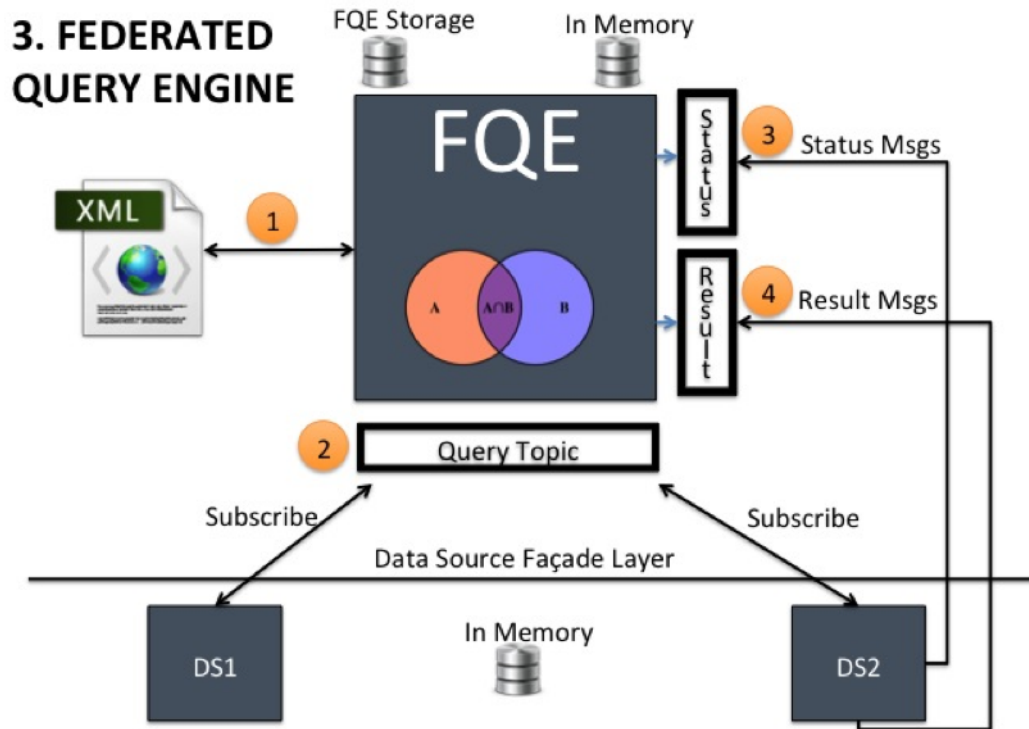 3. FEDERATED
QUERY ENGINE
FQE Storage
In Memory
FQE
Status
3
Status Msgs
XML
1
A
A∩B
B
Result
4
Result Msgs
2
Query Topic
Subscribe
Subscribe
Data Source Façade Layer
DS1
In Memory
DS2